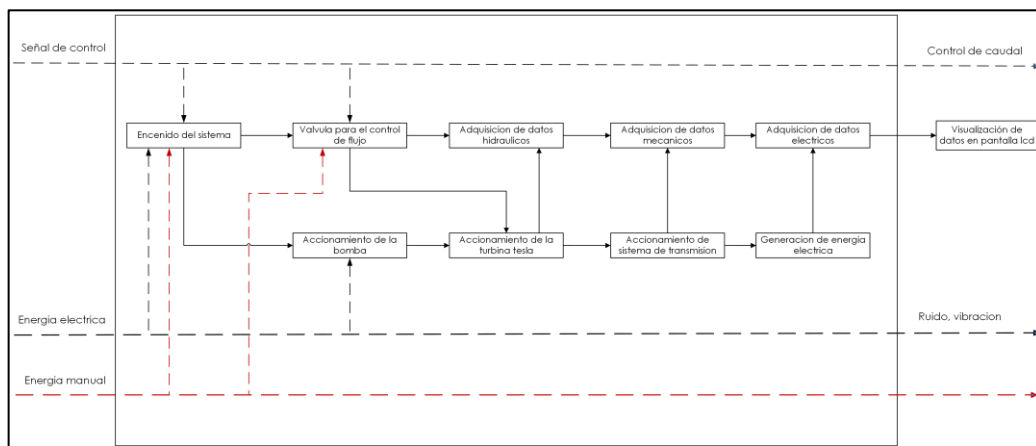 Señal de control
Control de caudal
Encenido del sistema
Valvula para el control
de flujo
Adquisicion de datos
hidraulicos
Adquisicion de datos
mecanicos
Adquisicion de datos
electricos
Visualización de
datos en pantalla lcd
Accionamiento de la
bomba
Accionamiento de la
turbina tesla
Accionamiento de
sistema de transmision
Generacion de energia
electrica
Energia electrica
Ruido, vibracion
Energia manual